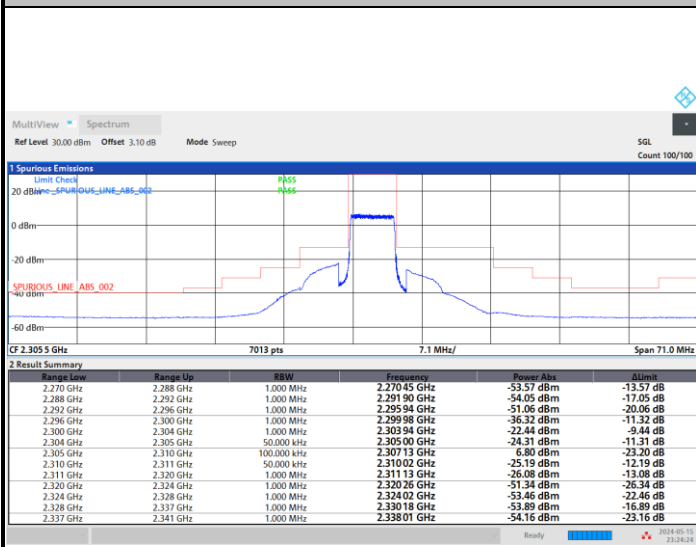 MultiView Spectrum
Ref Level 30.00 dBm Offset 3.10 dB Mode Sweep SGL
Count 100/100
1 Spurious Emissions
Limit Check PASS
Line _SPURIOUS_LINE_ABS_002 PASS
20 dBm
0 dBm
-20 dBm
SPURIOUS_LINE_ABS_002
-40 dBm
-60 dBm
CF 2.305 5 GHz 7013 pts 7.1 MHz/ Span 71.0 MHz
2 Result Summary
Range Low Range Up RBW Frequency Power Abs ΔLimit
2.270 GHz 2.288 GHz 1.000 MHz 2.270 45 GHz -53.57 dBm -13.57 dB
2.288 GHz 2.292 GHz 1.000 MHz 2.291 90 GHz -54.05 dBm -17.05 dB
2.292 GHz 2.296 GHz 1.000 MHz 2.295 94 GHz -51.06 dBm -20.06 dB
2.296 GHz 2.300 GHz 1.000 MHz 2.299 98 GHz -36.32 dBm -11.32 dB
2.300 GHz 2.304 GHz 1.000 MHz 2.303 94 GHz -22.44 dBm -9.44 dB
2.304 GHz 2.305 GHz 50.000 kHz 2.305 00 GHz -24.31 dBm -11.31 dB
2.305 GHz 2.310 GHz 100.000 kHz 2.307 13 GHz 6.80 dBm -23.20 dB
2.310 GHz 2.311 GHz 50.000 kHz 2.310 02 GHz -25.19 dBm -12.19 dB
2.311 GHz 2.320 GHz 1.000 MHz 2.311 13 GHz -26.08 dBm -13.08 dB
2.320 GHz 2.324 GHz 1.000 MHz 2.320 26 GHz -51.34 dBm -26.34 dB
2.324 GHz 2.328 GHz 1.000 MHz 2.324 02 GHz -53.46 dBm -22.46 dB
2.328 GHz 2.337 GHz 1.000 MHz 2.330 18 GHz -53.89 dBm -16.89 dB
2.337 GHz 2.341 GHz 1.000 MHz 2.338 01 GHz -54.16 dBm -23.16 dB
Ready 2024-05-15
23:24:24